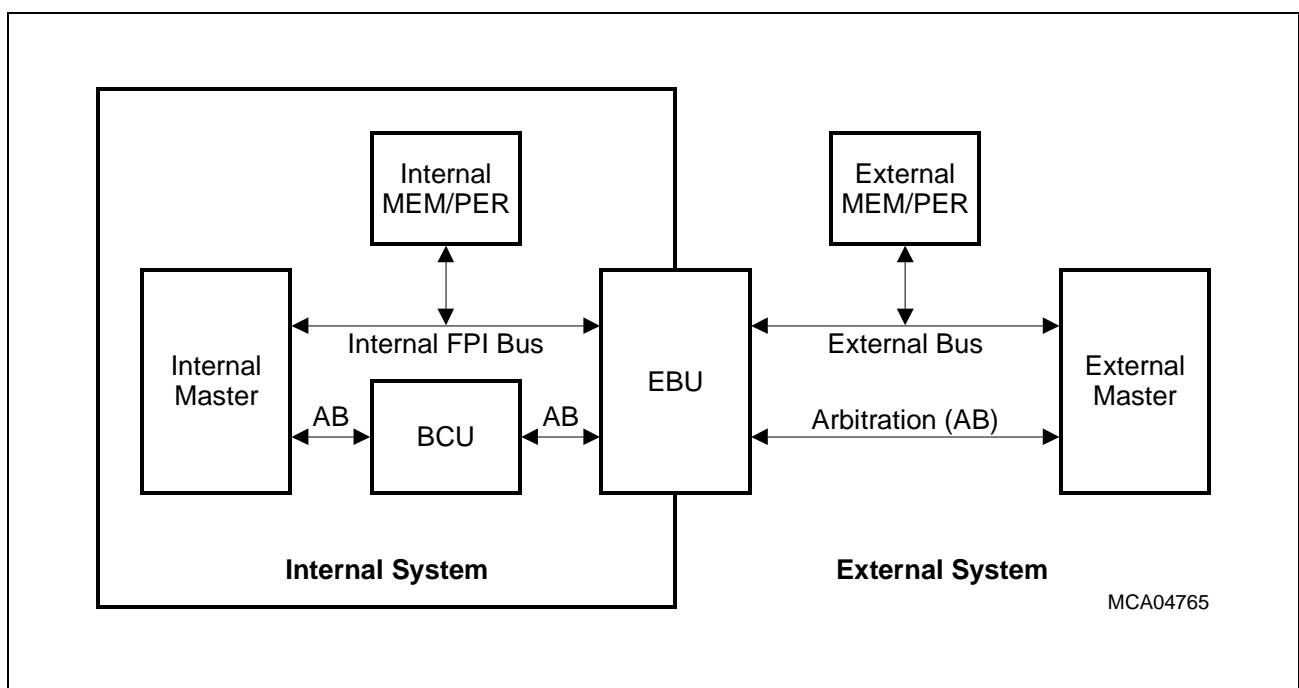 Internal
MEM/PER
External
MEM/PER
Internal FPI Bus
External Bus
Internal
Master
EBU
External
Master
AB
AB
Arbitration (AB)
BCU
Internal System
External System
MCA04765